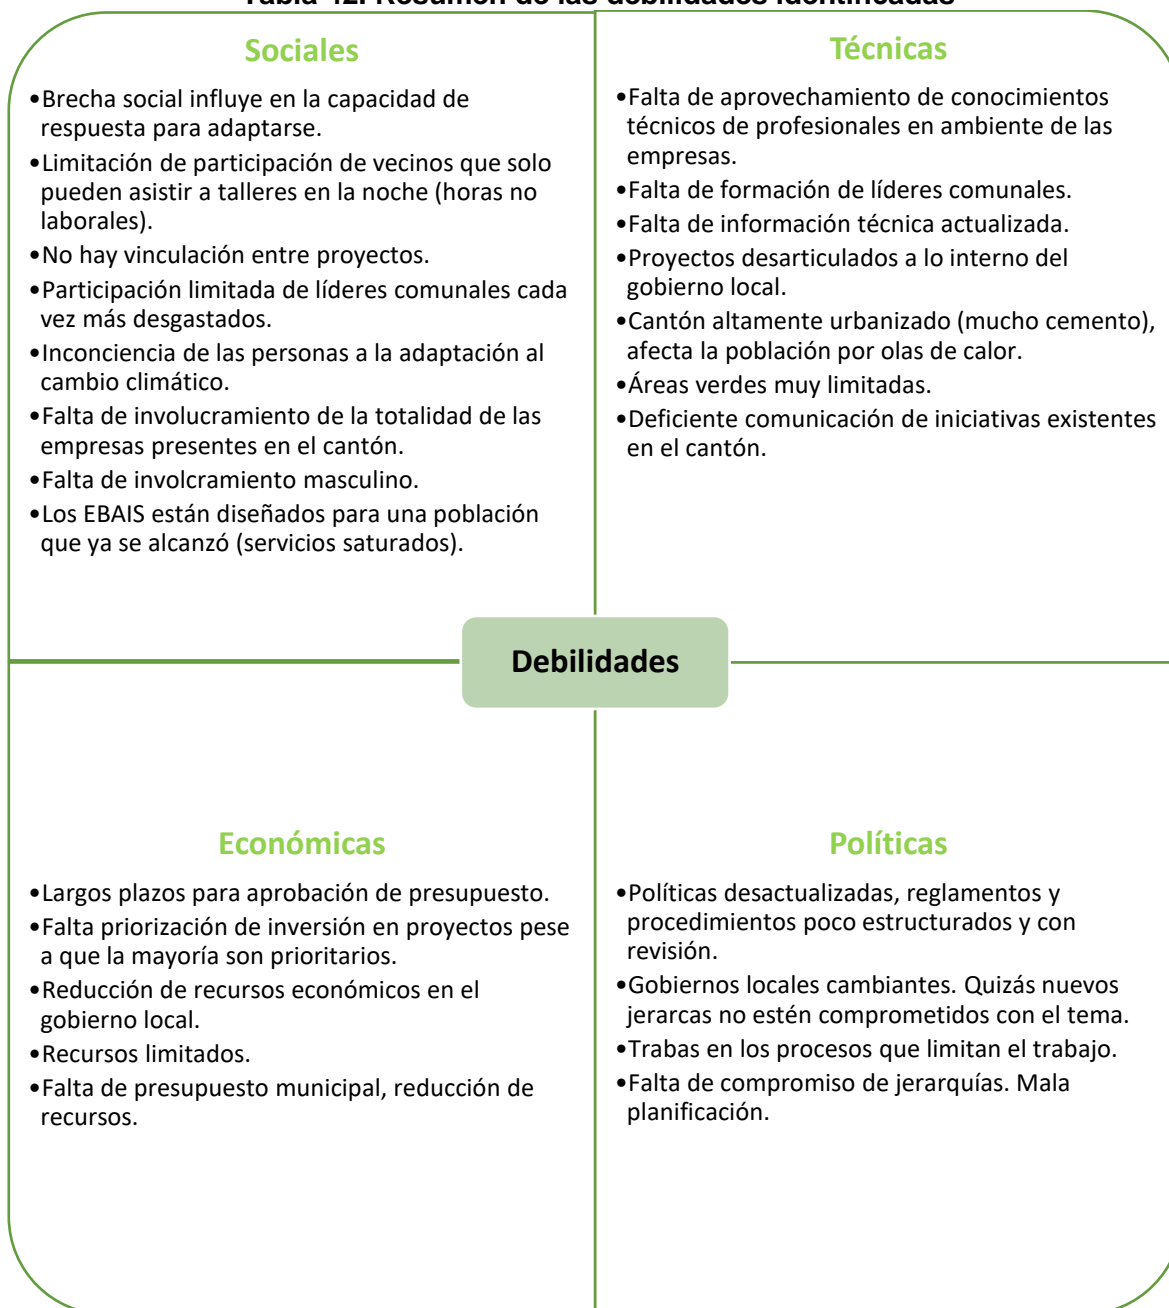 Tabla 42. Resumen de las debilidades identificadas
Sociales
•Brecha social influye en la capacidad de
respuesta para adaptarse.
•Limitación de participación de vecinos que solo
pueden asistir a talleres en la noche (horas no
laborales).
•No hay vinculación entre proyectos.
•Participación limitada de líderes comunales cada
vez más desgastados.
•Inconciencia de las personas a la adaptación al
cambio climático.
•Falta de involucramiento de la totalidad de las
empresas presentes en el cantón.
•Falta de involcramiento masculino.
•Los EBAIS están diseñados para una población
que ya se alcanzó (servicios saturados).
Técnicas
•Falta de aprovechamiento de conocimientos
técnicos de profesionales en ambiente de las
empresas.
•Falta de formación de líderes comunales.
•Falta de información técnica actualizada.
•Proyectos desarticulados a lo interno del
gobierno local.
•Cantón altamente urbanizado (mucho cemento),
afecta la población por olas de calor.
•Áreas verdes muy limitadas.
•Deficiente comunicación de iniciativas existentes
en el cantón.
Debilidades
Económicas
•Largos plazos para aprobación de presupuesto.
•Falta priorización de inversión en proyectos pese
a que la mayoría son prioritarios.
•Reducción de recursos económicos en el
gobierno local.
•Recursos limitados.
•Falta de presupuesto municipal, reducción de
recursos.
Políticas
•Políticas desactualizadas, reglamentos y
procedimientos poco estructurados y con
revisión.
•Gobiernos locales cambiantes. Quizás nuevos
jerarcas no estén comprometidos con el tema.
•Trabas en los procesos que limitan el trabajo.
•Falta de compromiso de jerarquías. Mala
planificación.